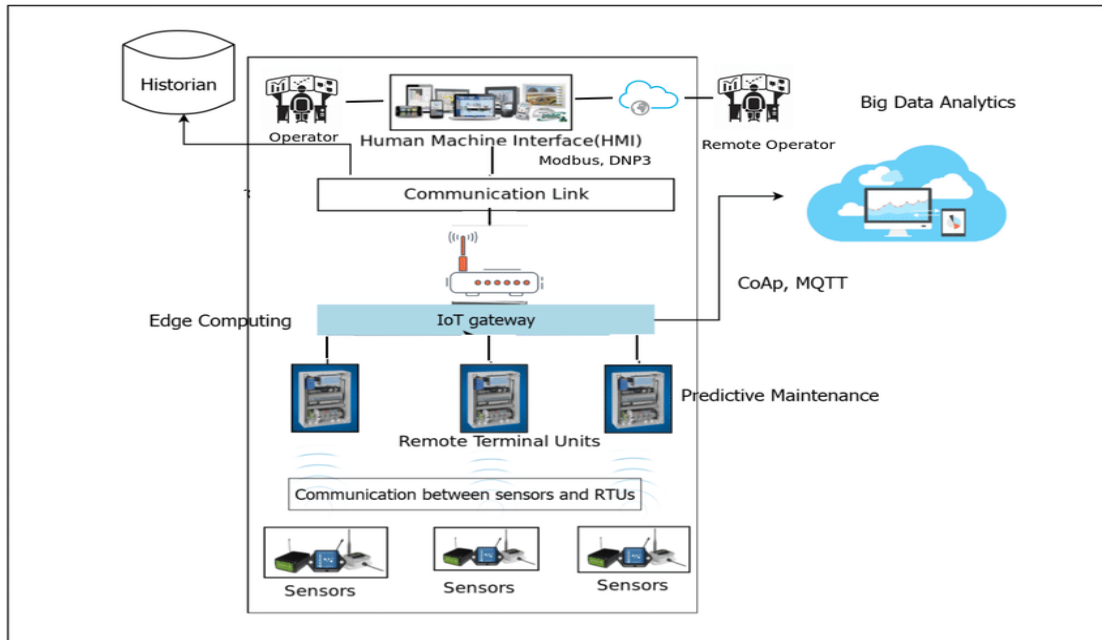 Historian
Operator
Human Machine Interface(HMI)
Remote Operator
Big Data Analytics
Modbus, DNP3
Communication Link
CoAp, MQTT
Edge Computing
IoT gateway
Predictive Maintenance
Remote Terminal Units
Communication between sensors and RTUs
Sensors
Sensors
Sensors